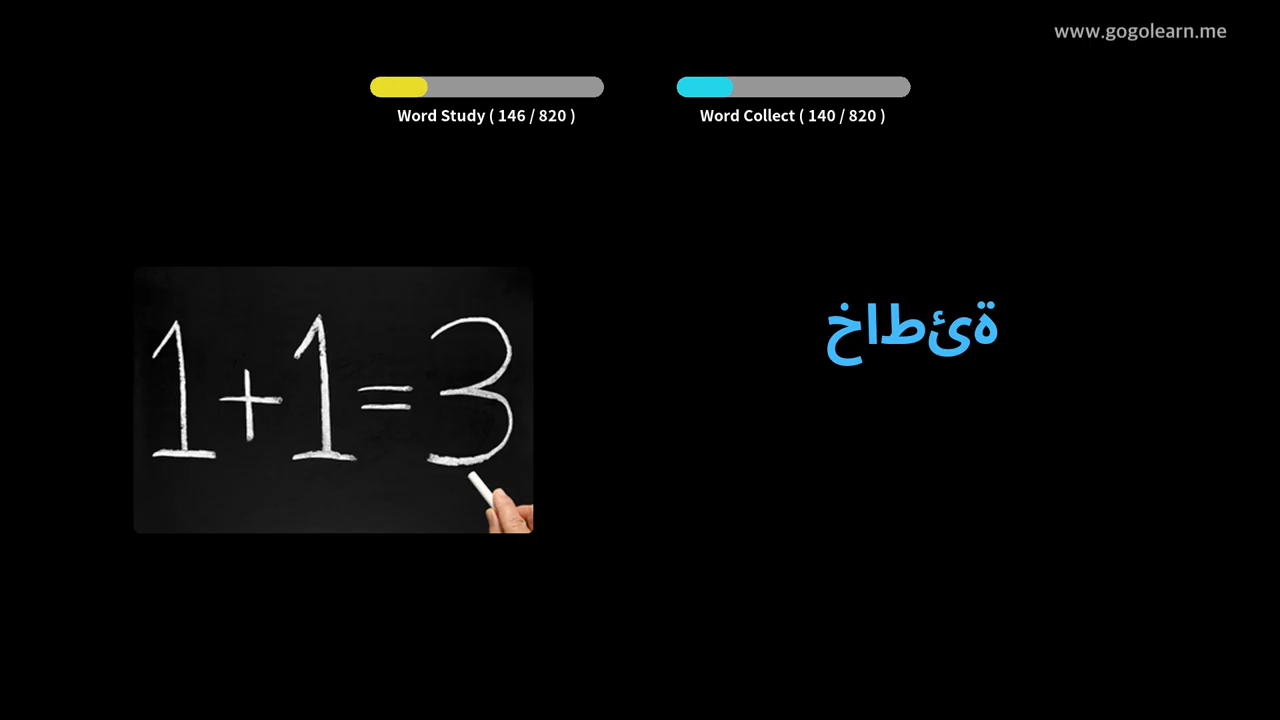 www.gogolearn.me
Word Study ( 146 / 820 )
Word Collect ( 140 / 820 )
1+1=3
خاطئة